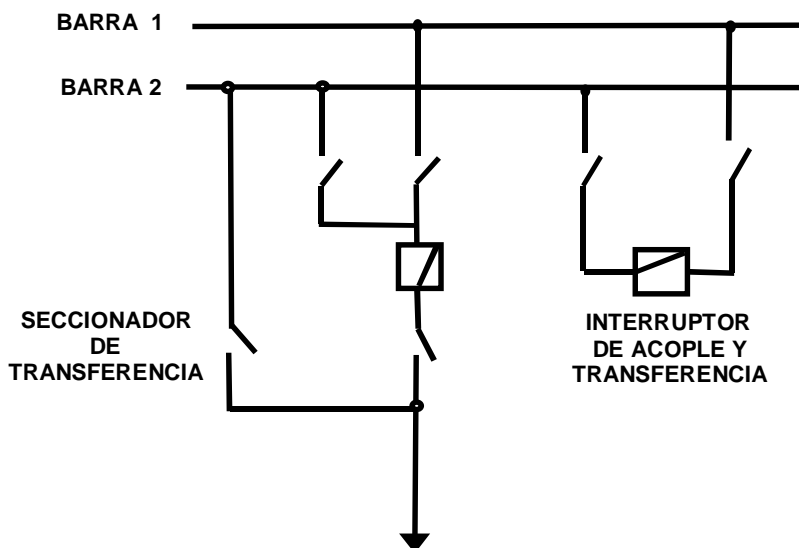 BARRA 1
BARRA 2
SECCIONADOR
DE
TRANSFERENCIA
INTERRUPTOR
DE ACOPLE Y
TRANSFERENCIA